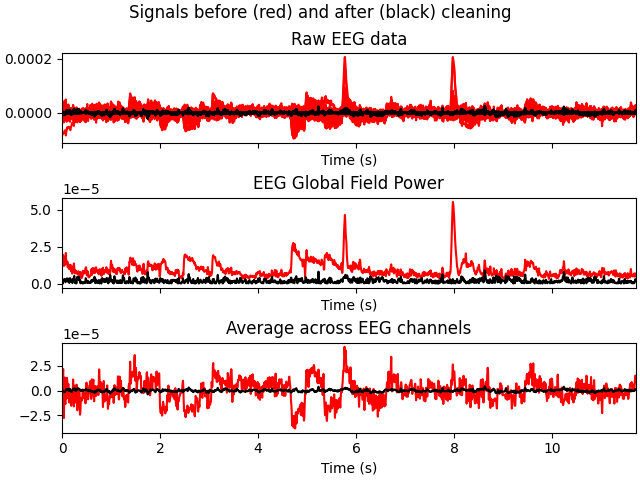 Signals before (red) and after (black) cleaning
Raw EEG data
0.0002
0.0000
Time (s)
EEG Global Field Power
1e−5
5.0
2.5
0.0
Time (s)
Average across EEG channels
1e−5
2.5
0.0
−2.5
0 2 4 6 8 10
Time (s)